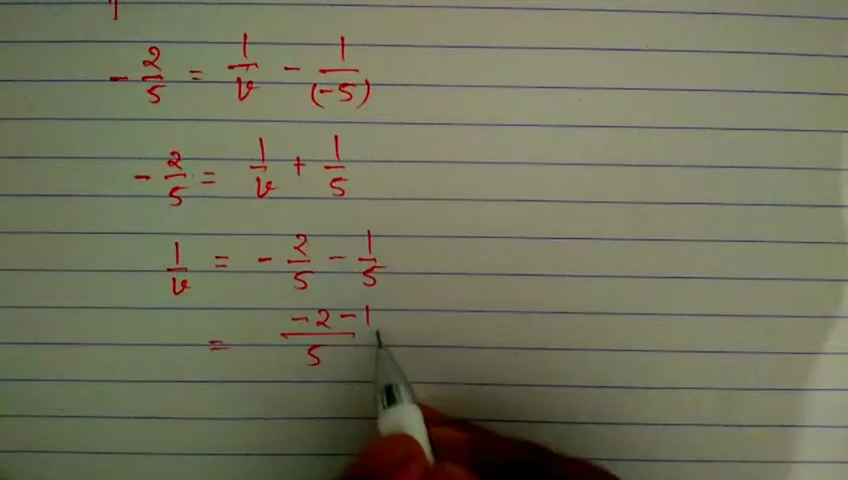 - 2/5 = 1/v - 1/(-5)
- 2/5 = 1/v + 1/5
1/v = - 2/5 - 1/5
= -2-1/5